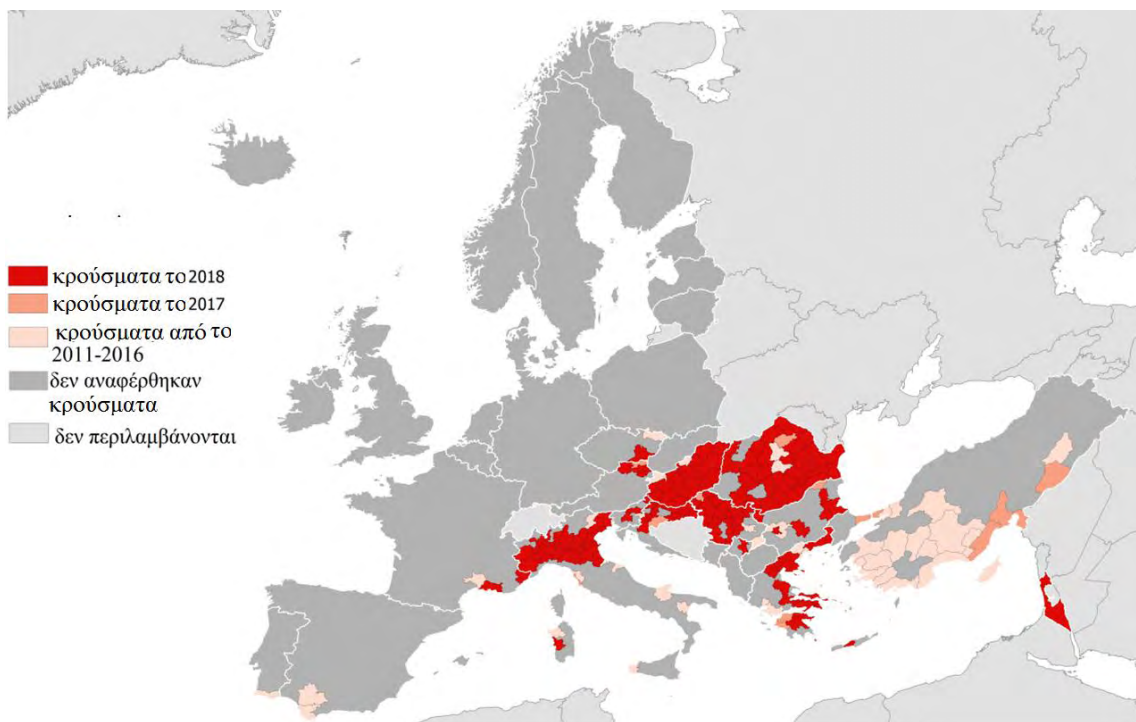 κρούσματα το 2018
κρούσματα το 2017
κρούσματα από το
2011-2016
δεν αναφέρθηκαν
κρούσματα
δεν περιλαμβάνονται